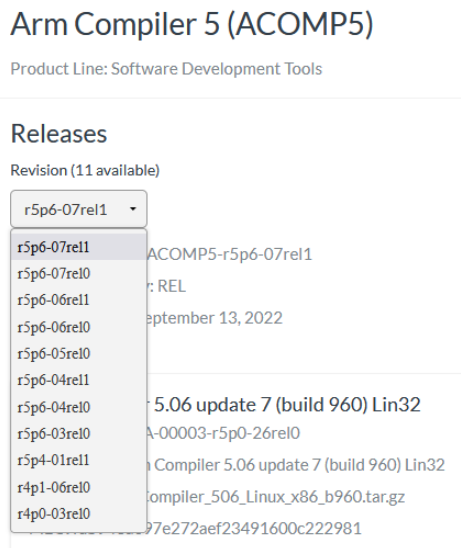 Arm Compiler 5 (ACOMP5)
Product Line: Software Development Tools
Releases
Revision (11 available)
r5p6-07rel1
r5p6-07rel1
ACOMP5-r5p6-07rel1
r5p6-07rel0
: REL
r5p6-06rel1
r5p6-06rel0
eptember 13, 2022
r5p6-05rel0
r5p6-04rel1
r5p6-04rel0
5.06 update 7 (build 960) Lin32
r5p6-03rel0
A-00003-r5p0-26rel0
r5p4-01rel1
Compiler 5.06 update 7 (build 960) Lin32
r4p1-06rel0
ompiler_506_Linux_x86_b960.tar.gz
r4p0-03rel0
97e272aef23491600c222981